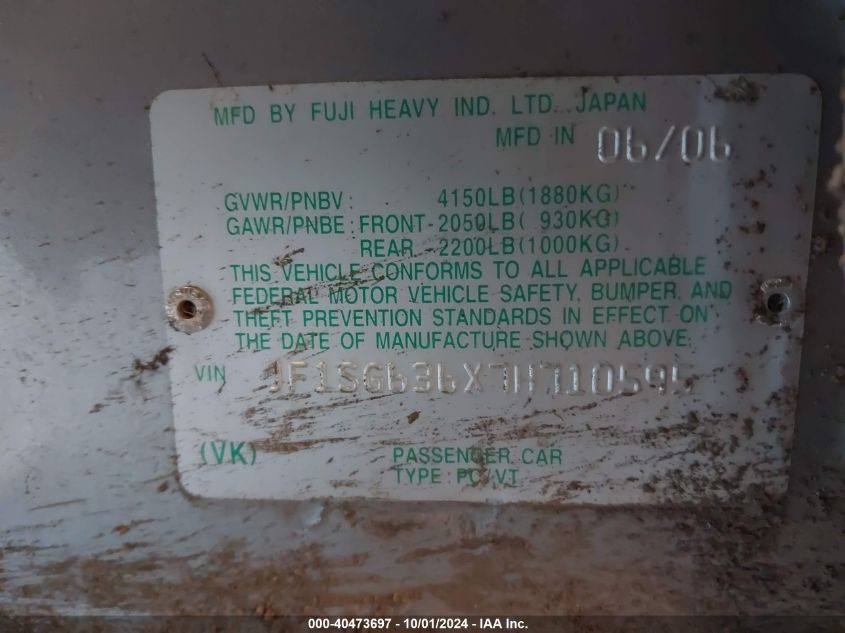 MFD BY FUJI HEAVY IND. LTD. JAPAN
MFD IN 06/06
GVWR/PNBV: 4150LB(1880KG)
GAWR/PNBE: FRONT-2050LB( 930KG)
REAR -2200LB(1000KG)
THIS VEHICLE CONFORMS TO ALL APPLICABLE
FEDERAL MOTOR VEHICLE SAFETY, BUMPER, AND
THEFT PREVENTION STANDARDS IN EFFECT ON
THE DATE OF MANUFACTURE SHOWN ABOVE.
VIN JF1SG636X7H710595
(VK) PASSENGER CAR
TYPE PC/VT
000-40473697 - 10/01/2024 - IAA Inc.